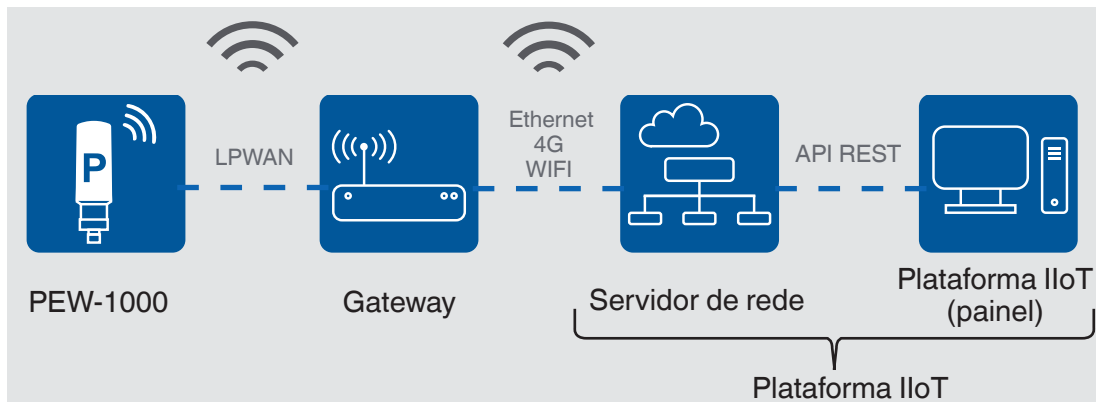 P
LPWAN
Ethernet
4G
WIFI
API REST
PEW-1000
Gateway
Servidor de rede
Plataforma IIoT
(painel)
Plataforma IIoT